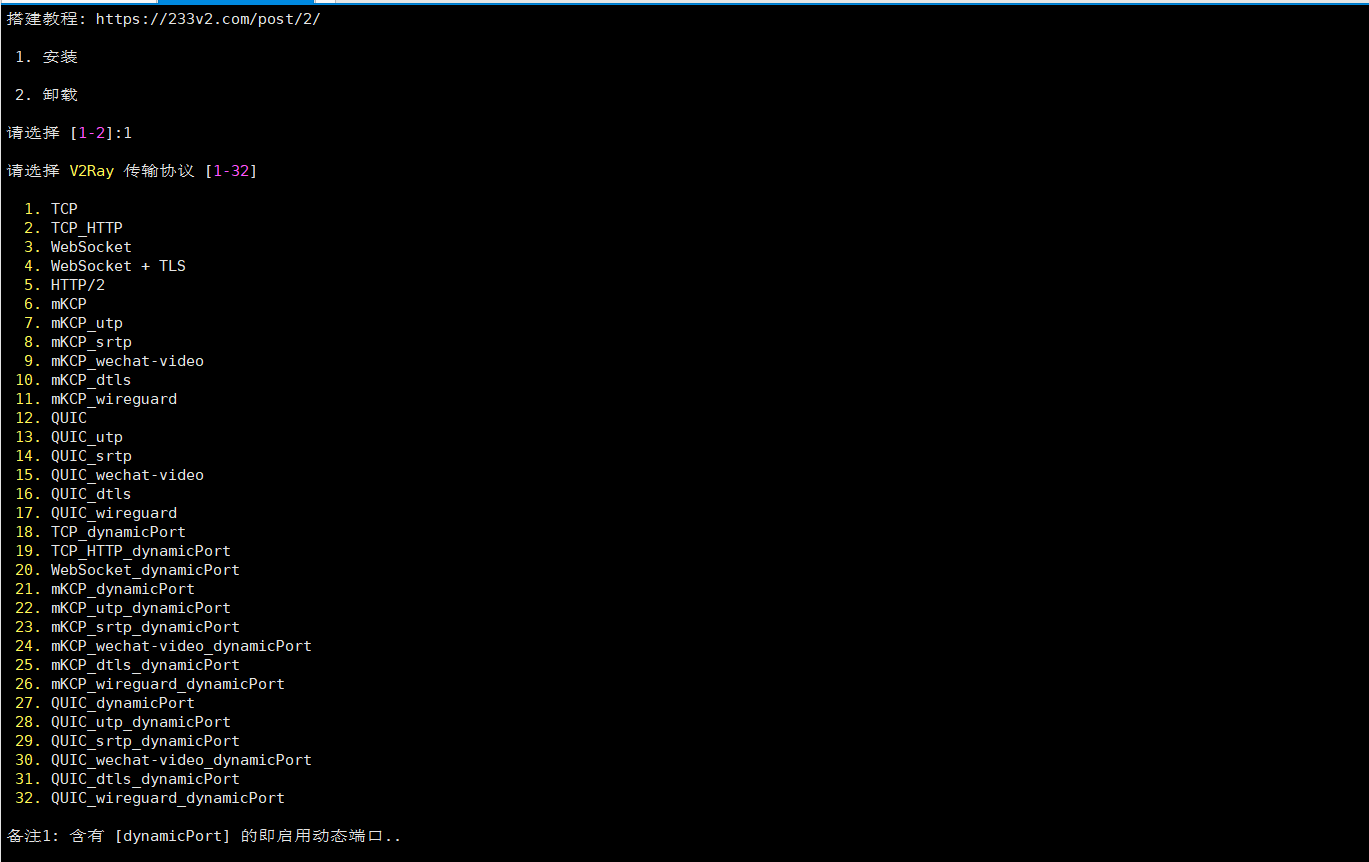 搭建教程: https://233v2.com/post/2/
1. 安装
2. 卸载
请选择 [1-2]:1
请选择 V2Ray 传输协议 [1-32]
1. TCP
2. TCP_HTTP
3. WebSocket
4. WebSocket + TLS
5. HTTP/2
6. mKCP
7. mKCP_utp
8. mKCP_srtp
9. mKCP_wechat-video
10. mKCP_dtls
11. mKCP_wireguard
12. QUIC
13. QUIC_utp
14. QUIC_srtp
15. QUIC_wechat-video
16. QUIC_dtls
17. QUIC_wireguard
18. TCP_dynamicPort
19. TCP_HTTP_dynamicPort
20. WebSocket_dynamicPort
21. mKCP_dynamicPort
22. mKCP_utp_dynamicPort
23. mKCP_srtp_dynamicPort
24. mKCP_wechat-video_dynamicPort
25. mKCP_dtls_dynamicPort
26. mKCP_wireguard_dynamicPort
27. QUIC_dynamicPort
28. QUIC_utp_dynamicPort
29. QUIC_srtp_dynamicPort
30. QUIC_wechat-video_dynamicPort
31. QUIC_dtls_dynamicPort
32. QUIC_wireguard_dynamicPort
备注1: 含有 [dynamicPort] 的即启用动态端口..